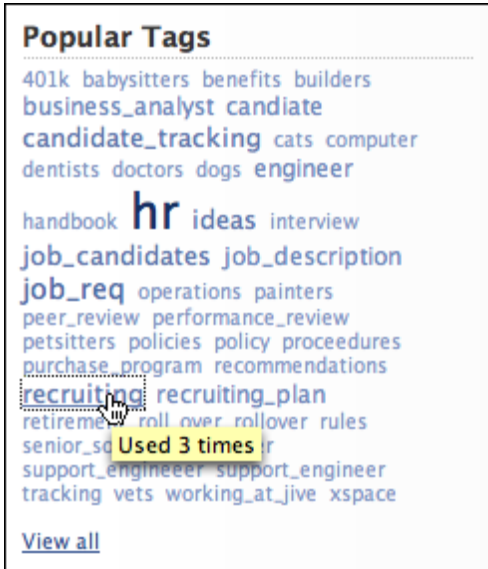 Popular Tags
401k babysitters benefits builders
business_analyst candiate
candidate_tracking cats computer
dentists doctors dogs engineer
handbook hr ideas interview
job_candidates job_description
job_req operations painters
peer_review performance_review
petsitters policies policy proceedures
purchase_program recommendations
recruiting recruiting_plan
roll_over rollover rules
Used 3 times
support_engineeer support_engineer
tracking vets working_at_jive xspace
View all